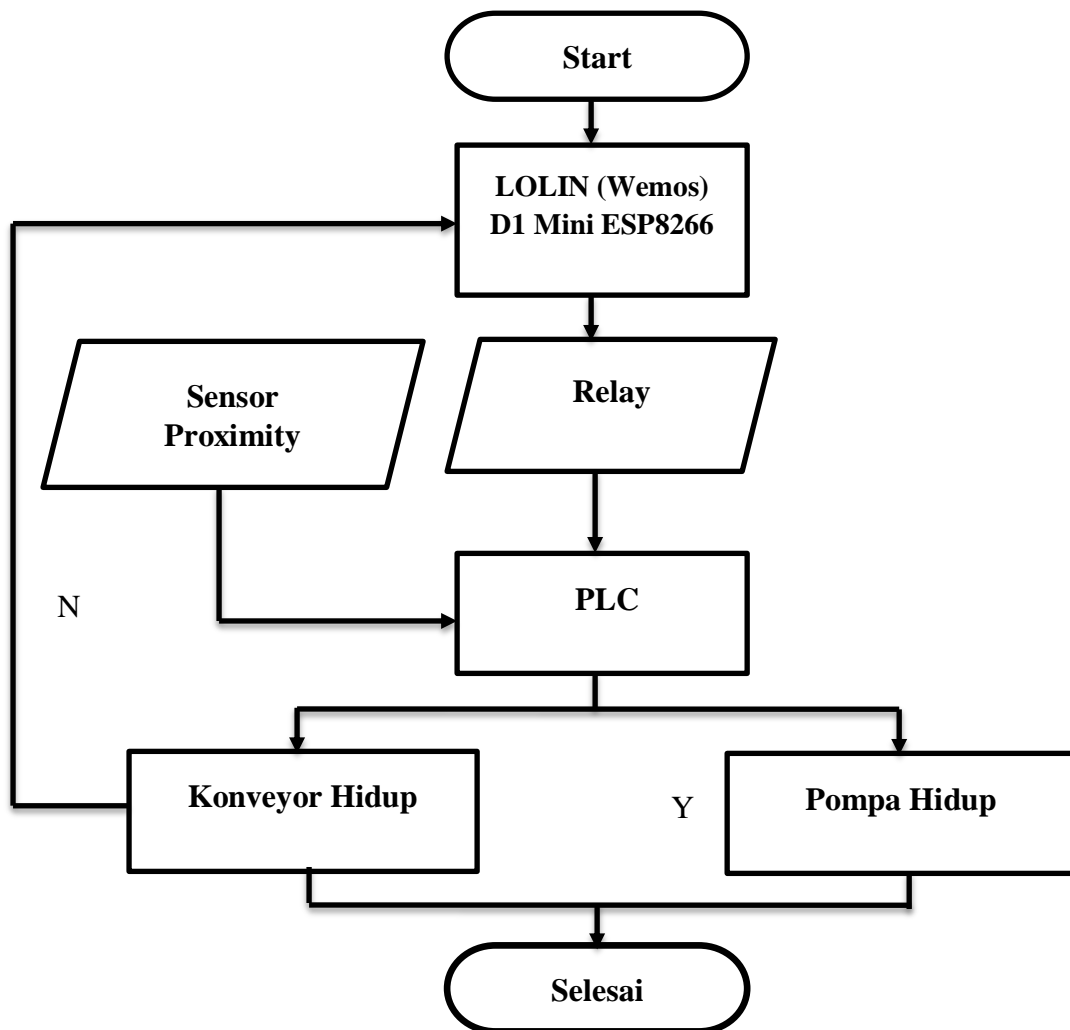 Start
LOLIN (Wemos)
D1 Mini ESP8266
Sensor
Proximity
Relay
N
PLC
Konveyor Hidup
Y
Pompa Hidup
Selesai